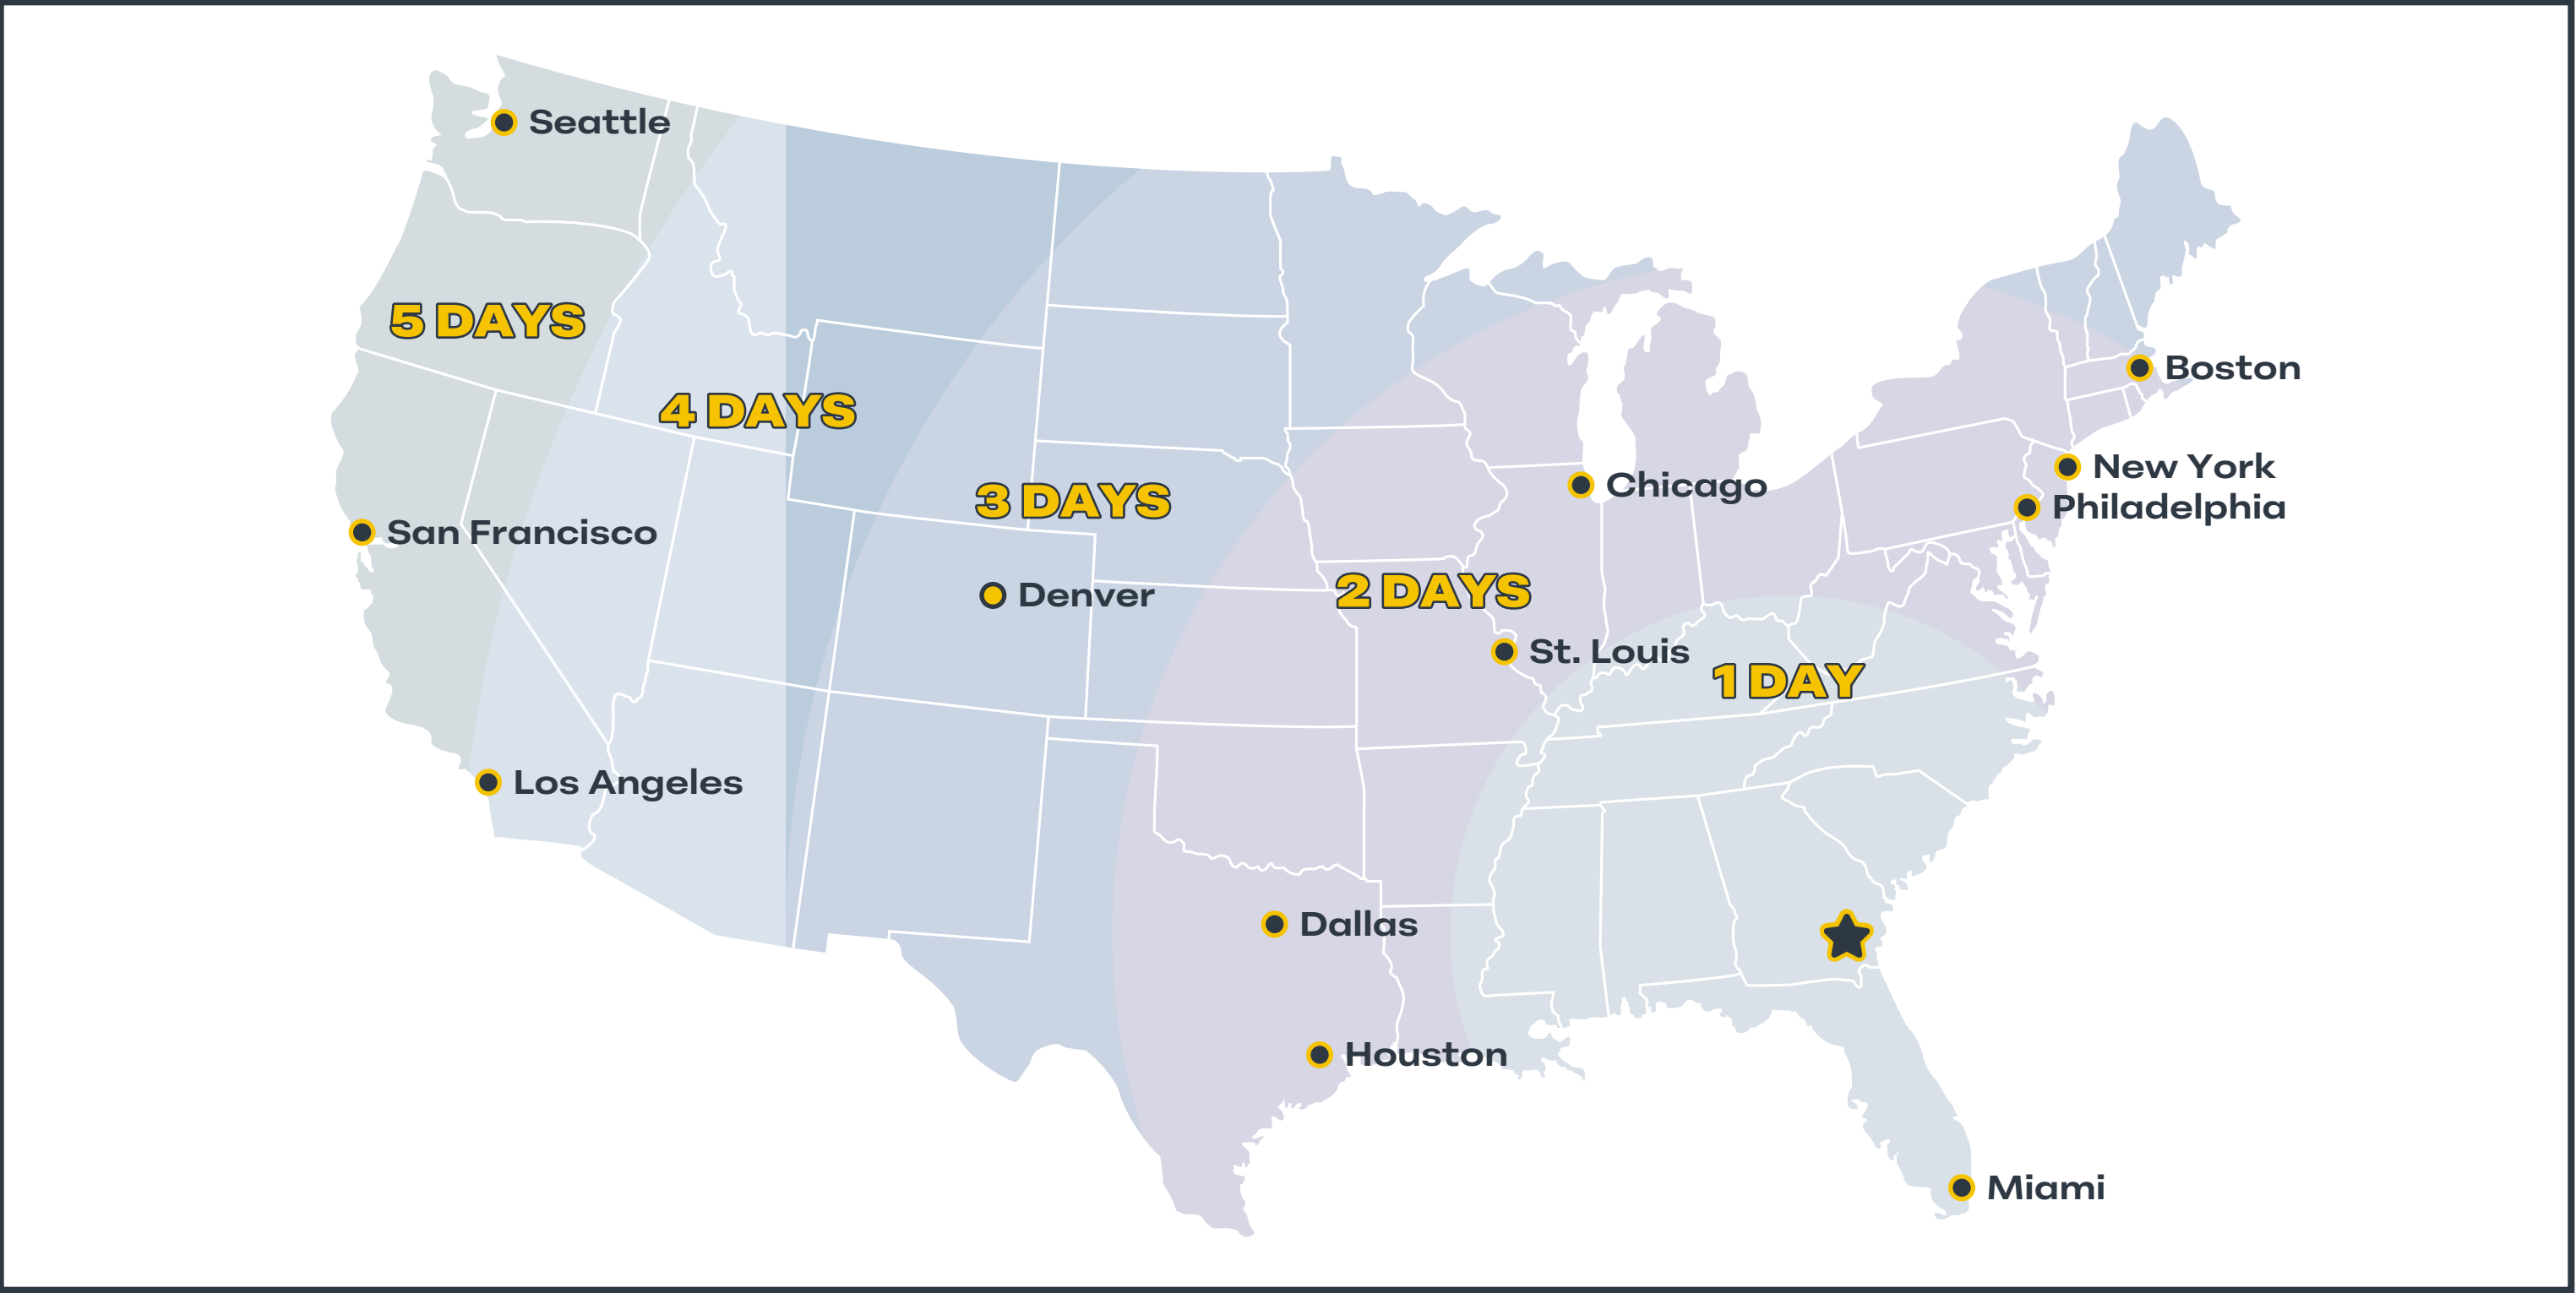 Seattle
5 DAYS
Boston
4 DAYS
New York
Chicago
3 DAYS
Philadelphia
San Francisco
2 DAYS
Denver
St. Louis
1 DAY
Los Angeles
Dallas
Houston
Miami